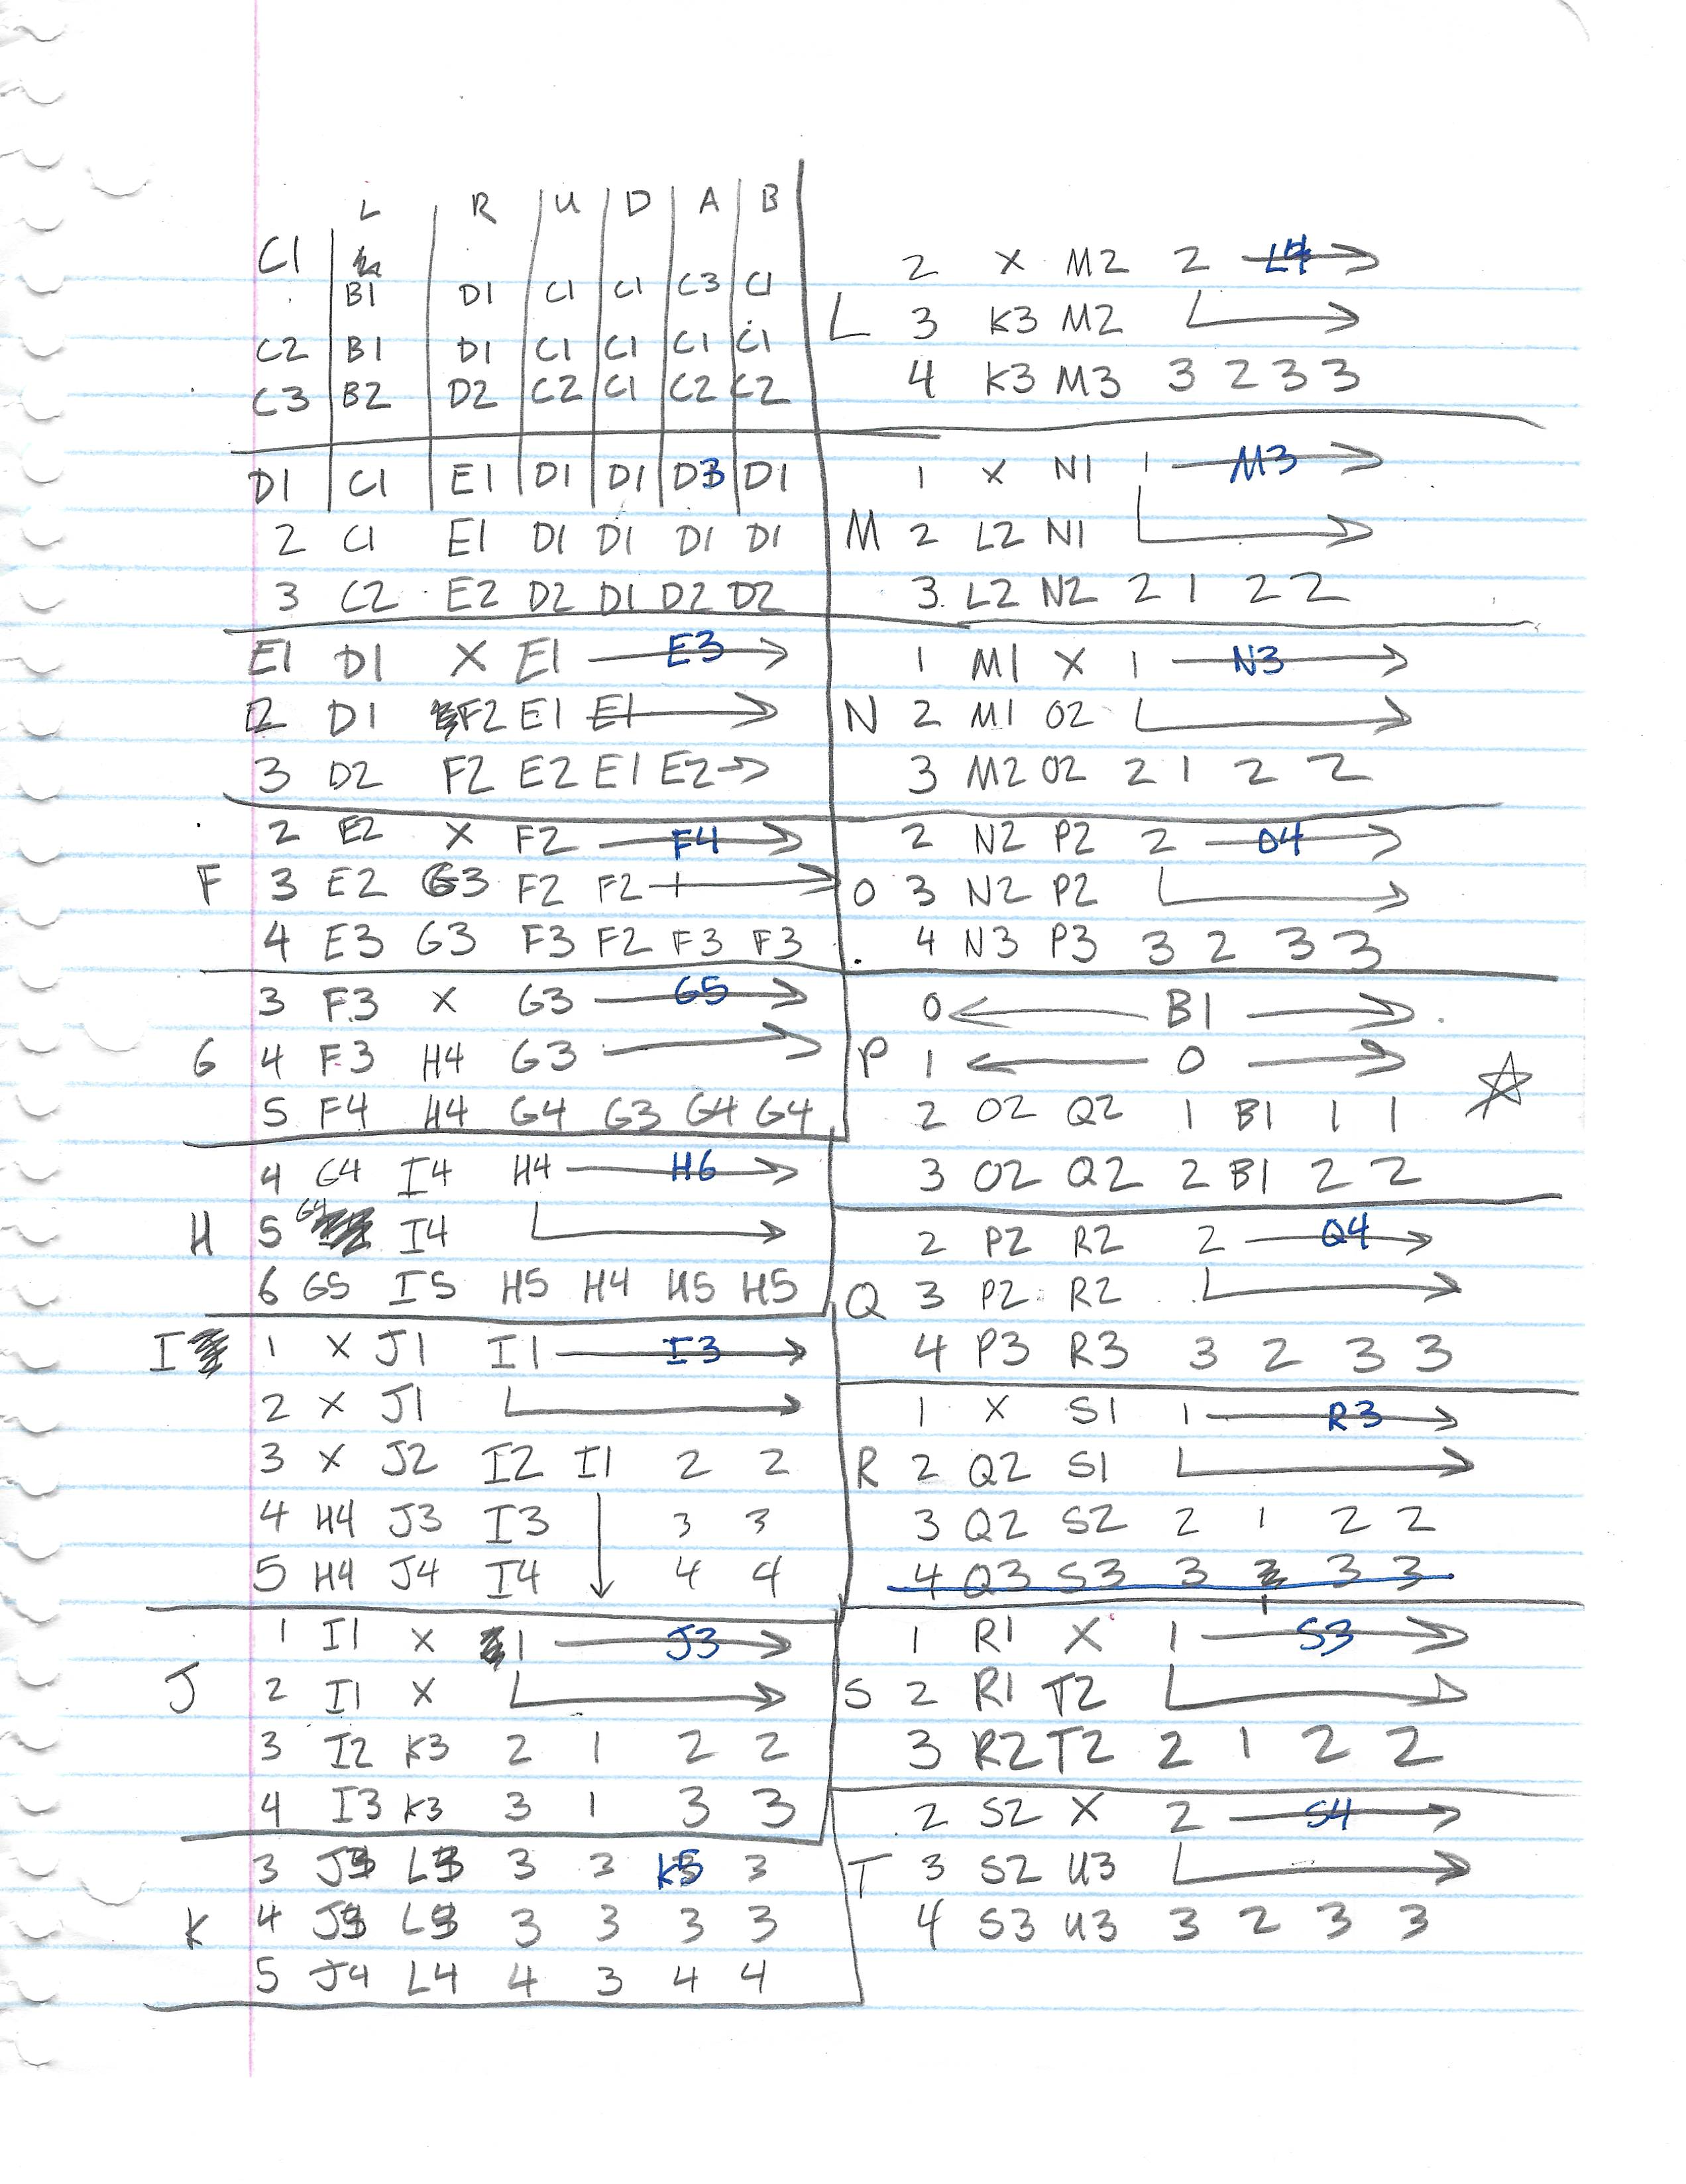 L R U D A B
C1
B1 D1 C1 C1 C3 C1
C2 B1 D1 C1 C1 C1 C1
C3 B2 D2 C2 C1 C2 C2
D1 C1 E1 D1 D1 D3 D1
2 C1 E1 D1 D1 D1 D1
3 C2 E2 D2 D1 D2 D2
E1 D1 X E1 → E3
2 D1 F2 E1 E1 →
3 D2 F2 E2 E1 E2 →
2 E2 X F2 → F4
F 3 E2 G3 F2 F2 →
4 E3 G3 F3 F2 F3 F3
3 F3 X G3 → G5
G 4 F3 H4 G3 →
5 F4 H4 G4 G3 G4 G4
4 G4 I4 H4 → H6
H 5 G4 I4 →
6 G5 I5 H5 H4 H5 H5
I 1 X J1 I1 → I3
2 X J1 →
3 X J2 I2 I1 2 2
4 H4 J3 I3 ↓ 3 3
5 H4 J4 I4 4 4
1 I1 X 1 → J3
J 2 I1 X →
3 I2 K3 2 1 2 2
4 I3 K3 3 1 3 3
3 J3 L3 3 3 K5 3
K 4 J3 L3 3 3 3 3
5 J4 L4 4 3 4 4
2 X M2 2 → L4
L 3 K3 M2 →
4 K3 M3 3 2 3 3
1 X N1 1 → M3
M 2 L2 N1 →
3 L2 N2 2 1 2 2
1 M1 X 1 → N3
N 2 M1 O2 →
3 M2 O2 2 1 2 2
2 N2 P2 2 → O4
O 3 N2 P2 →
4 N3 P3 3 2 3 3
0 ← B1 →
P 1 ← 0 →
2 O2 Q2 1 B1 1 1
3 O2 Q2 2 B1 2 2
2 P2 R2 2 → Q4
Q 3 P2 R2 →
4 P3 R3 3 2 3 3
1 X S1 1 → R3
R 2 Q2 S1 →
3 Q2 S2 2 1 2 2
4 Q3 S3 3 1 3 3
1 R1 X 1 → S3
S 2 R1 T2 →
3 R2 T2 2 1 2 2
2 S2 X 2 → S4
T 3 S2 U3 →
4 S3 U3 3 2 3 3